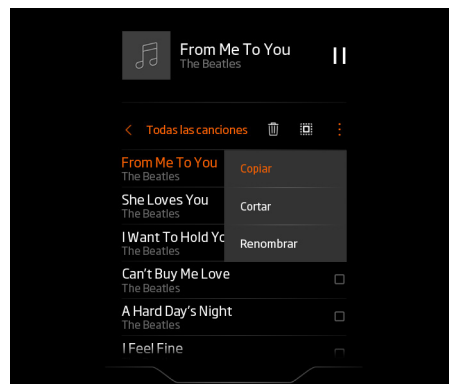 From Me To You
The Beatles
Todas las canciones
From Me To You
The Beatles
Copiar
She Loves You
The Beatles
Cortar
I Want To Hold Yo
The Beatles
Renombrar
Can't Buy Me Love
The Beatles
A Hard Day's Night
The Beatles
I Feel Fine